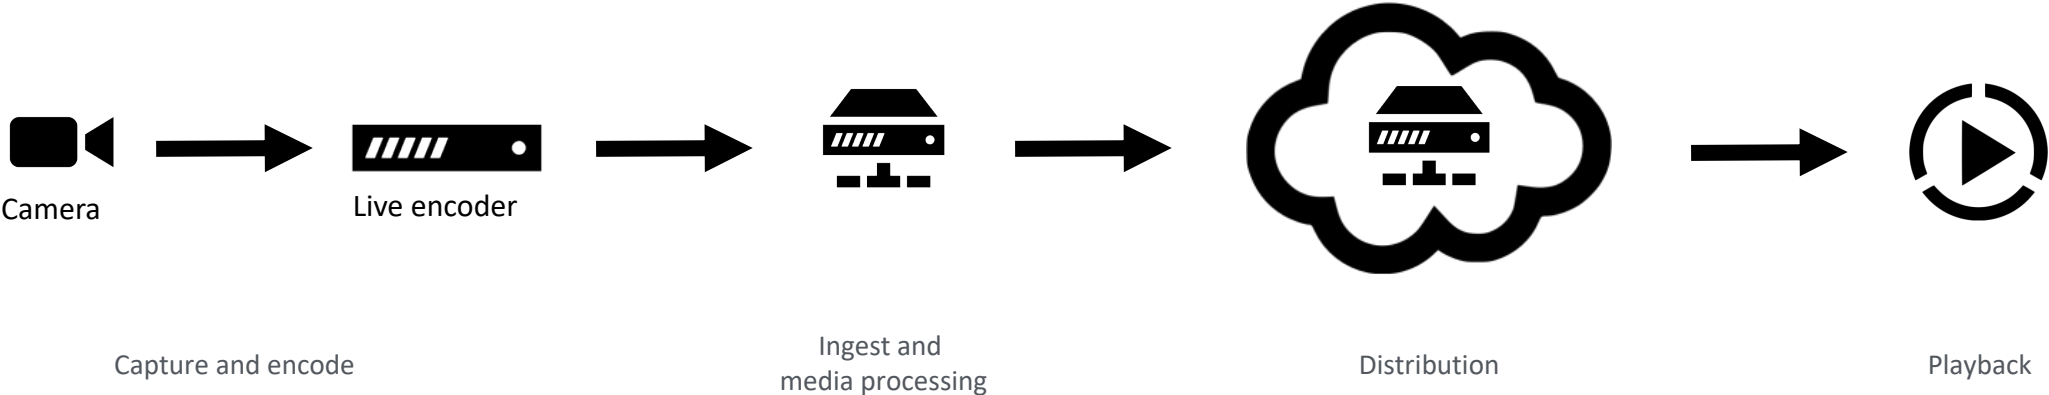 Camera
Live encoder
Capture and encode
Ingest and
media processing
Distribution
Playback